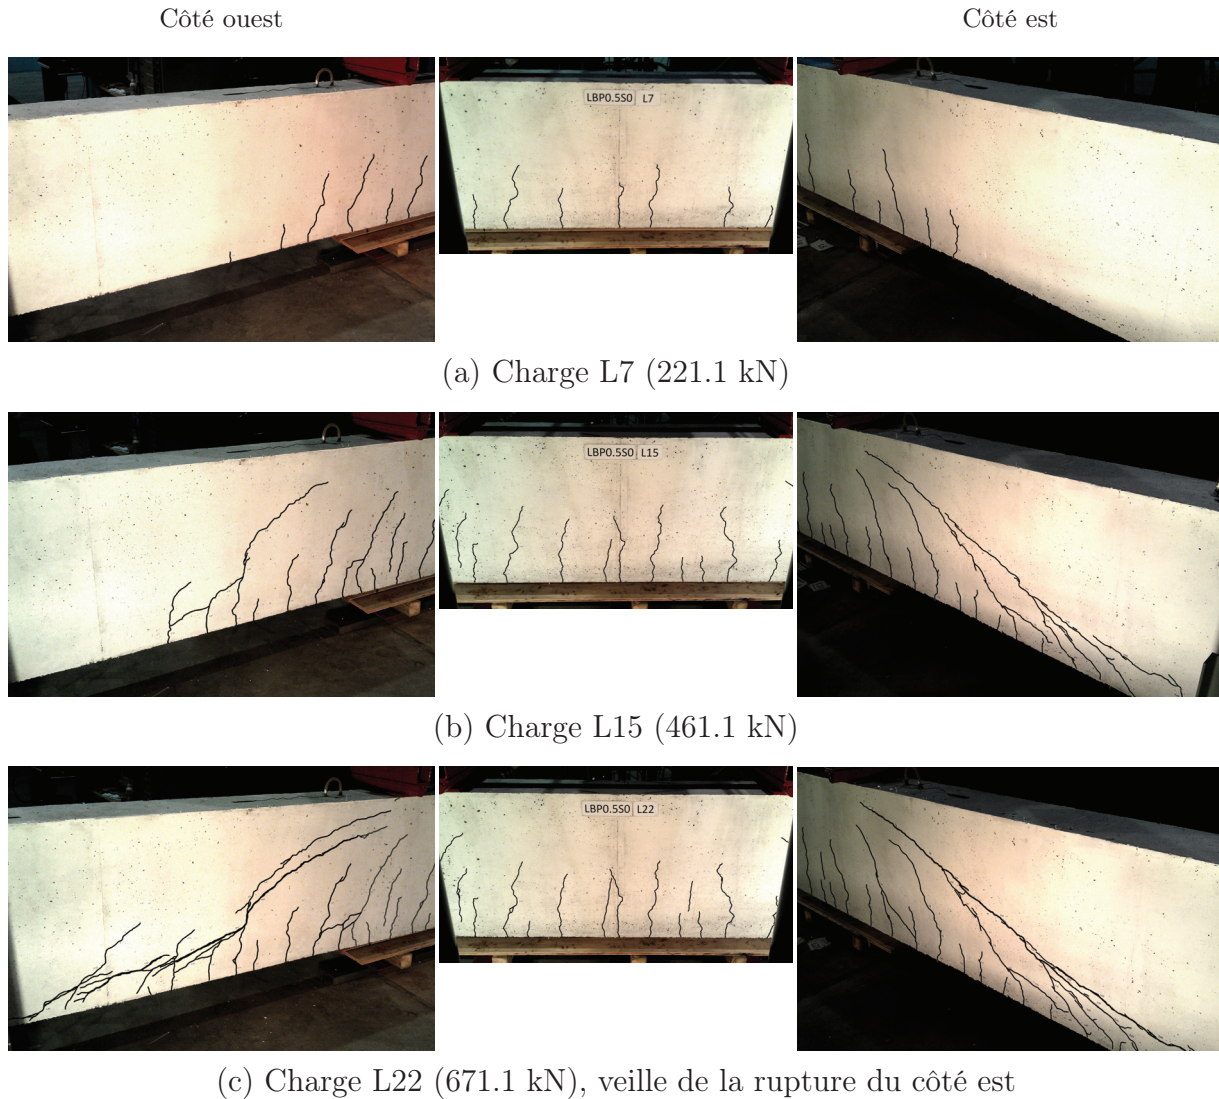 Côté ouest
Côté est
LBP0.5S0 L7
(a) Charge L7 (221.1 kN)
LBP0.5S0 L15
(b) Charge L15 (461.1 kN)
LBP0.5S0 L22
(c) Charge L22 (671.1 kN), veille de la rupture du côté est